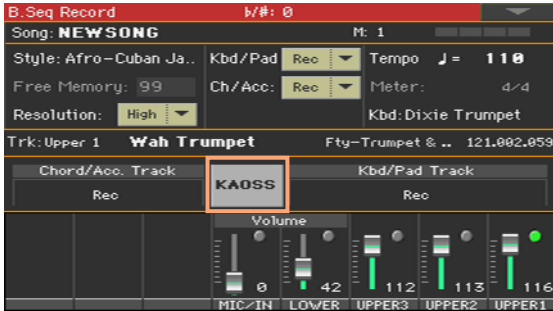 B.Seq Record b/#: 0
Song: NEWSONG M: 1
Style: Afro-Cuban Ja.. Kbd/Pad Rec Tempo ♩= 110
Free Memory: 99 Ch/Acc: Rec Meter: 4/4
Resolution: High Kbd: Dixie Trumpet
Trk: Upper 1 Wah Trumpet Fty-Trumpet & .. 121.002.059
Chord/Acc. Track KAOSS Kbd/Pad Track
Rec Rec
Volume
0 42 112 113 116
MIC/IN LOWER UPPER3 UPPER2 UPPER1